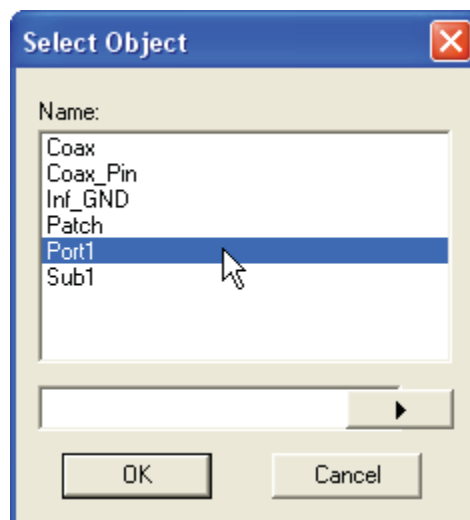 Select Object
Name:
Coax
Coax_Pin
Inf_GND
Patch
Port1
Sub1
OK
Cancel